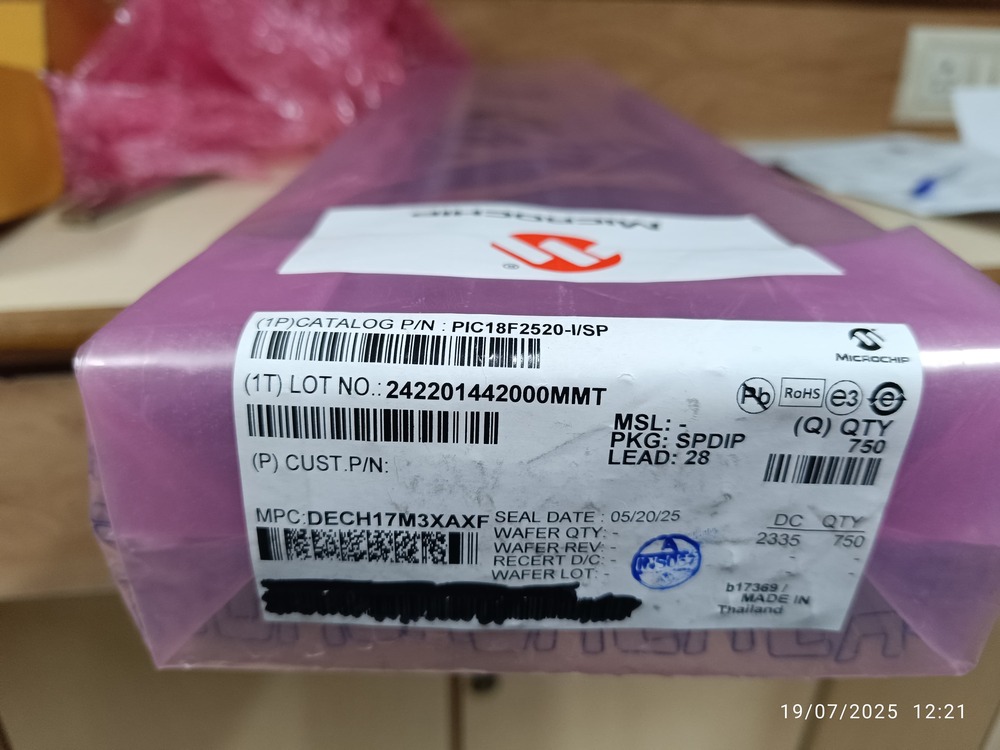 MICROCHIP
®
(1P)CATALOG P/N : PIC18F2520-I/SP
MICROCHIP
(1T) LOT NO.: 242201442000MMT
Pb RoHS e3 e
MSL: - (Q) QTY
PKG: SPDIP 750
LEAD: 28
(P) CUST.P/N:
MPC:DECH17M3XAXF SEAL DATE : 05/20/25 DC QTY
WAFER QTY: - 2335 750
WAFER REV: - - -
RECERT D/C: -
WAFER LOT: -
b17369 /
MADE IN
Thailand
19/07/2025 12:21